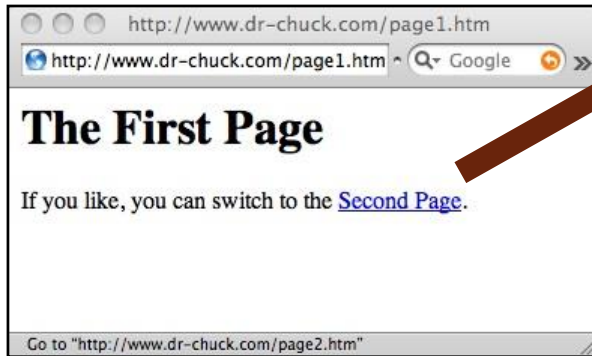 http://www.dr-chuck.com/page1.htm
http://www.dr-chuck.com/page1.htm Google
The First Page
If you like, you can switch to the Second Page.
Go to "http://www.dr-chuck.com/page2.htm"